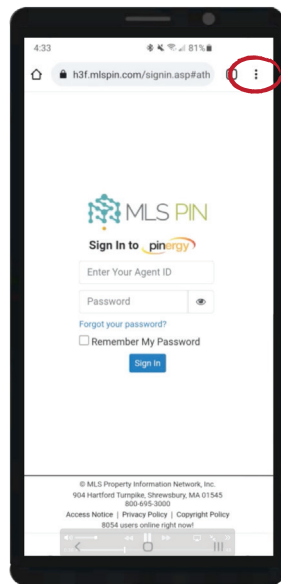 4:33
81%
h3f.mlspin.com/signin.asp#ath
MLS PIN
Sign In to pinergy
Enter Your Agent ID
Password
Forgot your password?
Remember My Password
Sign In
© MLS Property Information Network, Inc.
904 Hartford Turnpike, Shrewsbury, MA 01545
800-695-3000
Access Notice | Privacy Policy | Copyright Policy
8054 users online right now!